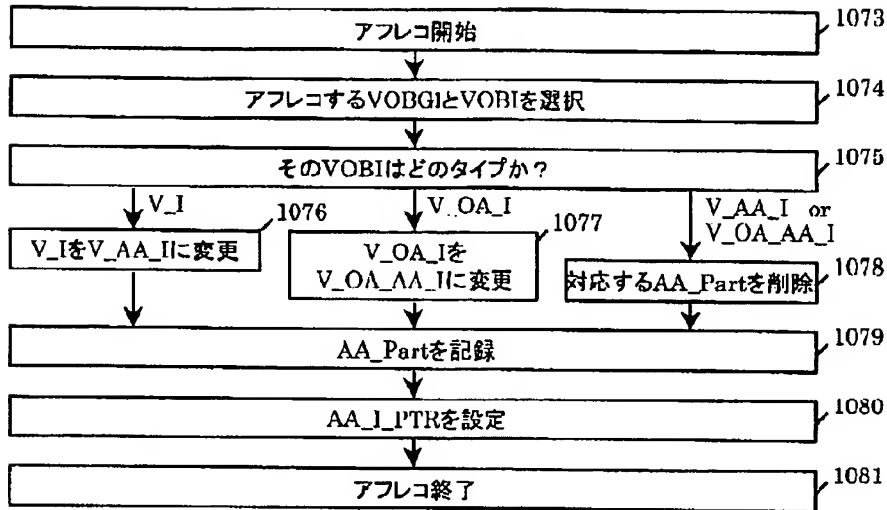 アフレコ開始
1073
アフレコするVOBGIとVOBIを選択
1074
そのVOBIはどのタイプか？
1075
V_I
V_OA_I
V_AA_I or
V_OA_AA_I
1076
V_IをV_AA_Iに変更
1077
V_OA_Iを
V_OA_AA_Iに変更
1078
対応するAA_Partを削除
AA_Partを記録
1079
AA_I_PTRを設定
1080
アフレコ終了
1081